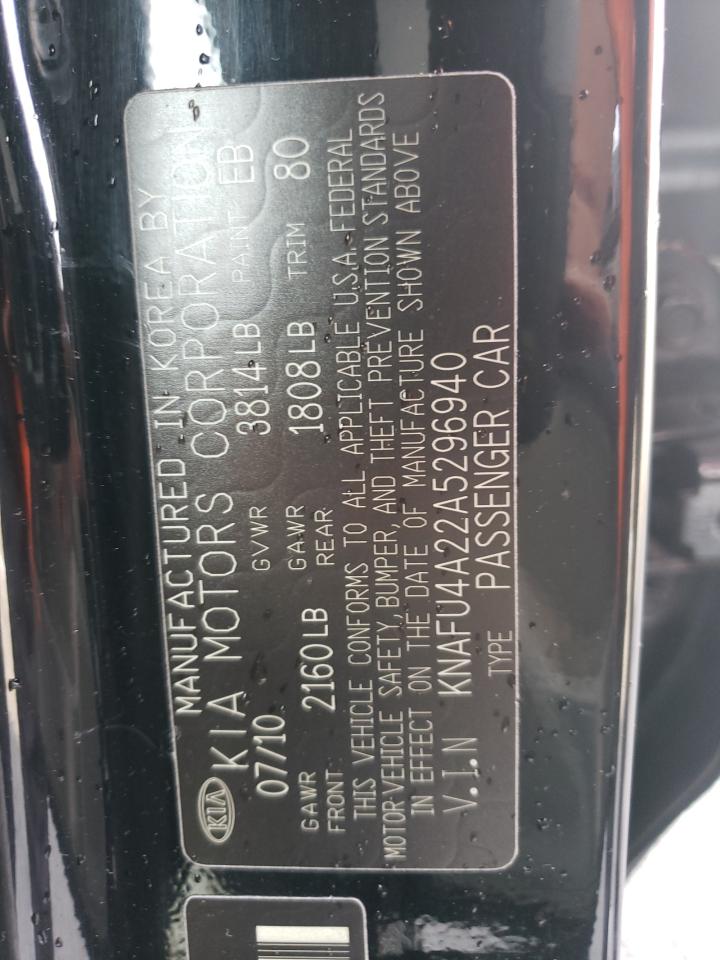 MANUFACTURED IN KOREA BY
KIA KIA MOTORS CORPORATION
07/10 GVWR 3814LB PAINT EB
GAWR FRONT 2160LB GAWR REAR 1808LB TRIM 80
THIS VEHICLE CONFORMS TO ALL APPLICABLE U.S.A. FEDERAL
MOTOR VEHICLE SAFETY, BUMPER, AND THEFT PREVENTION STANDARDS
IN EFFECT ON THE DATE OF MANUFACTURE SHOWN ABOVE
V.I.N KNAFU4A22A5296940
TYPE PASSENGER CAR